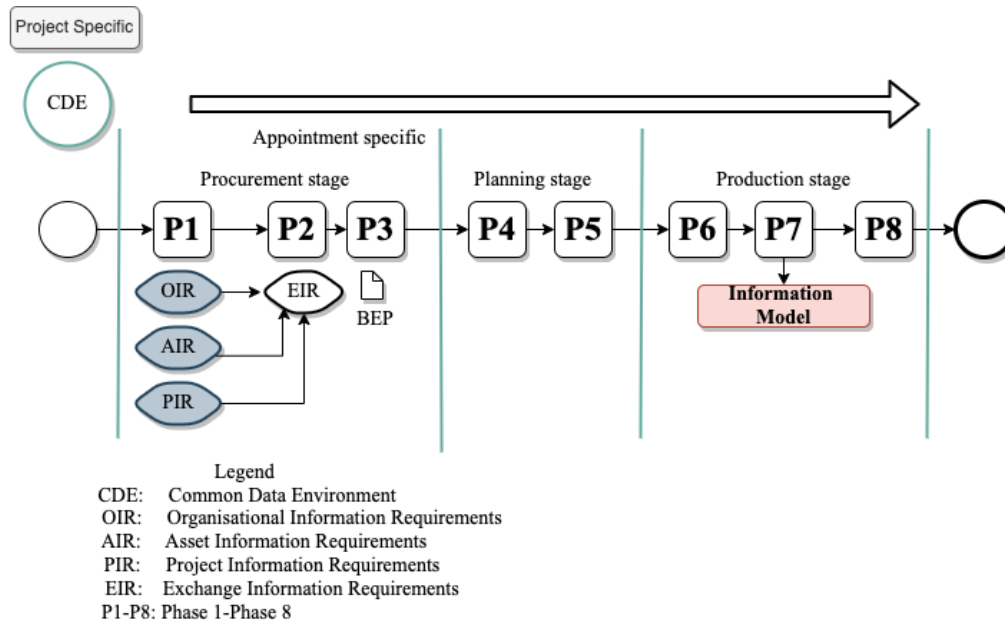 Project Specific
CDE
Appointment specific
Procurement stage
Planning stage
Production stage
P1
P2
P3
P4
P5
P6
P7
P8
OIR
EIR
BEP
Information
Model
AIR
PIR
Legend
CDE: Common Data Environment
OIR: Organisational Information Requirements
AIR: Asset Information Requirements
PIR: Project Information Requirements
EIR: Exchange Information Requirements
P1-P8: Phase 1-Phase 8